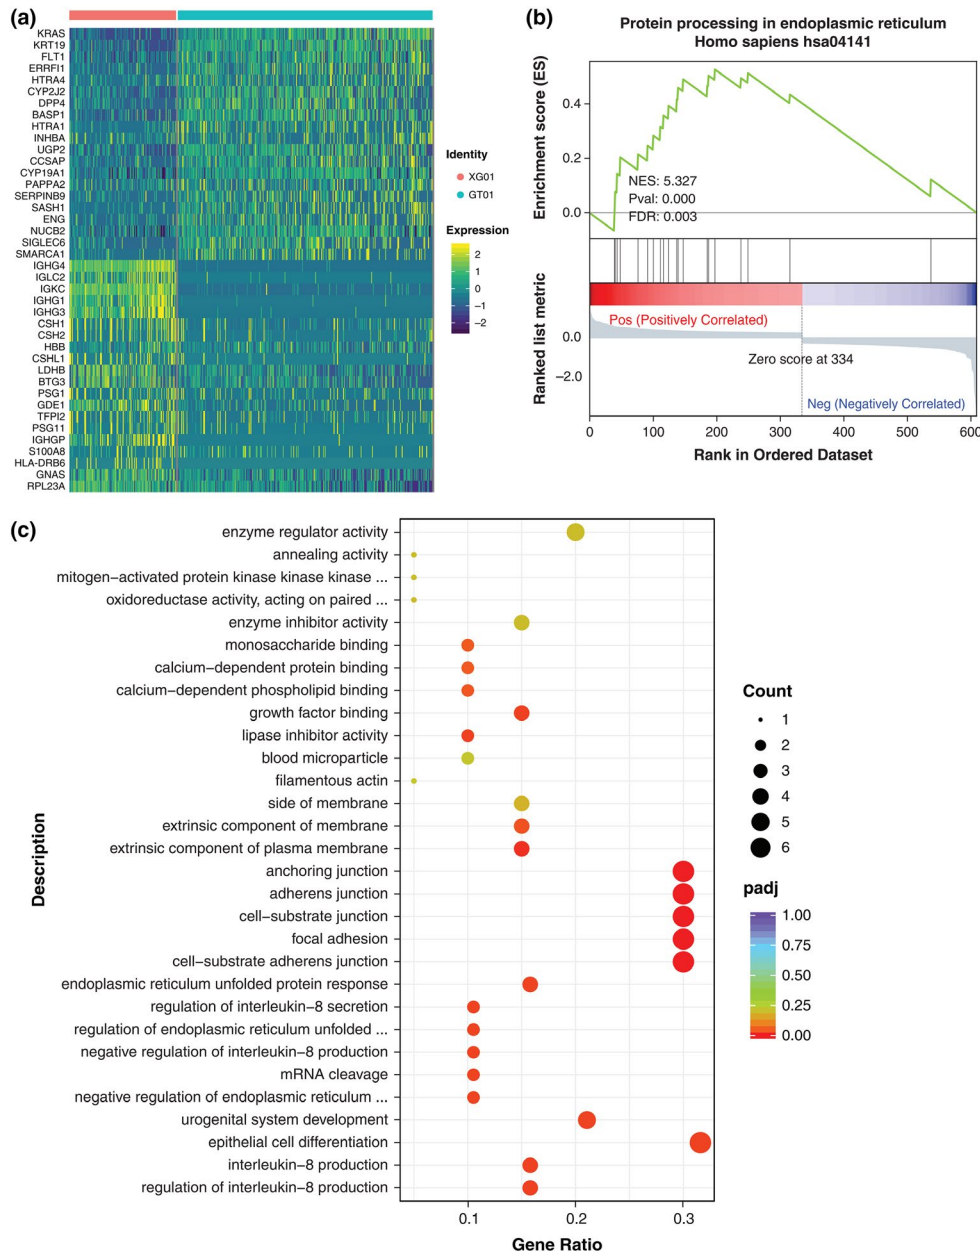 (a)
KRAS
KRT19
FLT1
ERRFI1
HTRA4
CYP2J2
DPP4
BASP1
HTRA1
INHBA
UGP2
CCSAP
CYP19A1
PAPPA2
SERPINB9
SASH1
ENG
NUCB2
SIGLEC6
SMARCA1
IGHG4
IGLC2
IGKC
IGHG1
IGHG3
CSH1
CSH2
HBB
CSHL1
LDHB
BTG3
PSG1
GDE1
TFPI2
PSG11
IGHGP
S100A8
HLA-DRB6
GNAS
RPL23A
Identity
XG01
GT01
Expression
2
1
0
−1
−2
(b)
Protein processing in endoplasmic reticulum
Homo sapiens hsa04141
Enrichment score (ES)
0.4
0.2
0.0
NES: 5.327
Pval: 0.000
FDR: 0.003
Ranked list metric
0.0
−2.0
Pos (Positively Correlated)
Zero score at 334
Neg (Negatively Correlated)
0 100 200 300 400 500 600
Rank in Ordered Dataset
(c)
Description
enzyme regulator activity
annealing activity
mitogen−activated protein kinase kinase kinase ...
oxidoreductase activity, acting on paired ...
enzyme inhibitor activity
monosaccharide binding
calcium−dependent protein binding
calcium−dependent phospholipid binding
growth factor binding
lipase inhibitor activity
blood microparticle
filamentous actin
side of membrane
extrinsic component of membrane
extrinsic component of plasma membrane
anchoring junction
adherens junction
cell−substrate junction
focal adhesion
cell−substrate adherens junction
endoplasmic reticulum unfolded protein response
regulation of interleukin−8 secretion
regulation of endoplasmic reticulum unfolded ...
negative regulation of interleukin−8 production
mRNA cleavage
negative regulation of endoplasmic reticulum ...
urogenital system development
epithelial cell differentiation
interleukin−8 production
regulation of interleukin−8 production
0.1 0.2 0.3
Gene Ratio
Count
1
2
3
4
5
6
padj
1.00
0.75
0.50
0.25
0.00